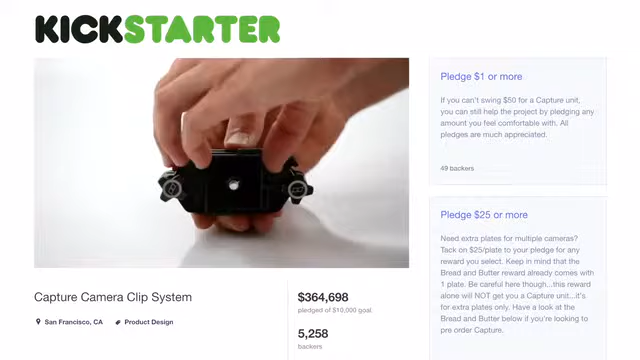 KICKSTARTER
Pledge $1 or more
If you can't swing $50 for a Capture unit,
you can still help the project by pledging any
amount you feel comfortable with. All
pledges are much appreciated.
49 backers
Pledge $25 or more
Need extra plates for multiple cameras?
Tack on $25/plate to your pledge for any
reward you select. Keep in mind that the
Bread and Butter reward already comes with
1 plate. Be careful here though...this reward
alone will NOT get you a Capture unit...it's
for extra plates only. Have a look at the
Bread and Butter below if you're looking to
pre order Capture.
Capture Camera Clip System
San Francisco, CA Product Design
$364,698
pledged of $10,000 goal
5,258
backers